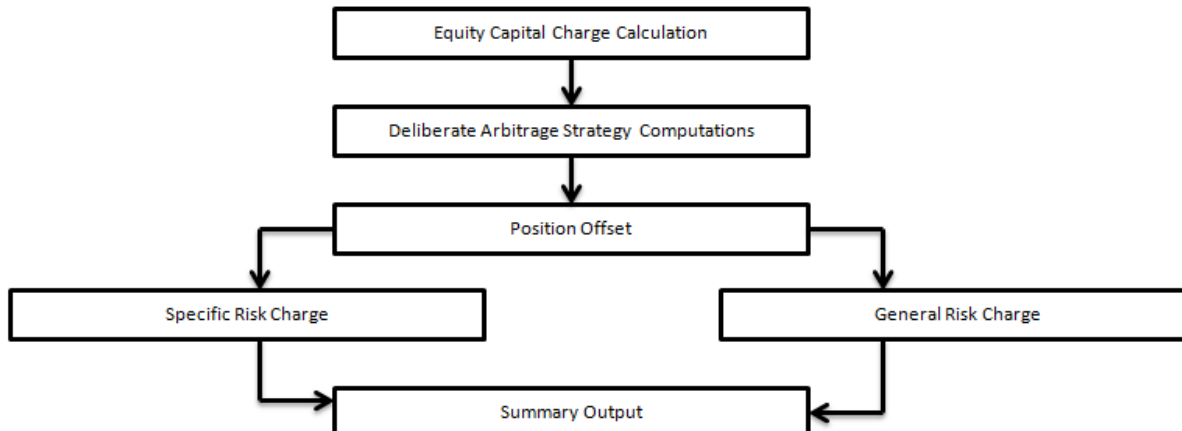 Equity Capital Charge Calculation
Deliberate Arbitrage Strategy Computations
Position Offset
Specific Risk Charge
General Risk Charge
Summary Output